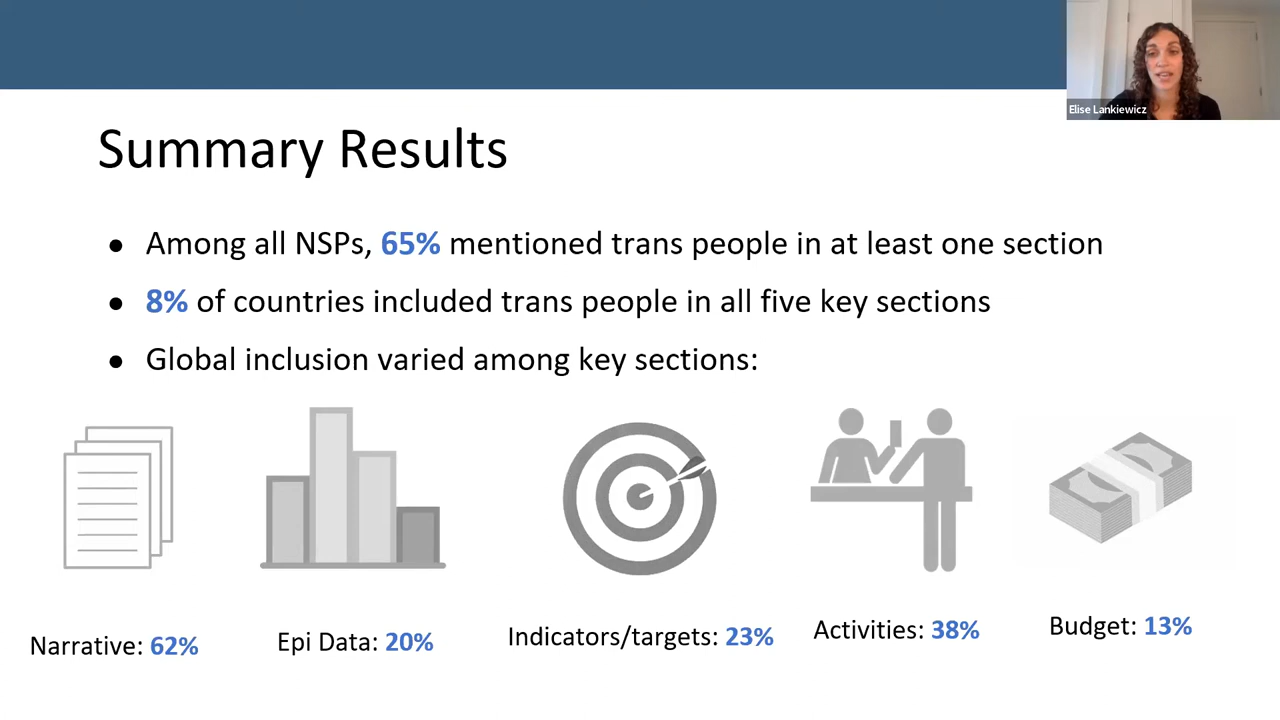 Elise Lankiewicz
Summary Results
● Among all NSPs, 65% mentioned trans people in at least one section
● 8% of countries included trans people in all five key sections
● Global inclusion varied among key sections:
Narrative: 62%
Epi Data: 20%
Indicators/targets: 23%
Activities: 38%
Budget: 13%